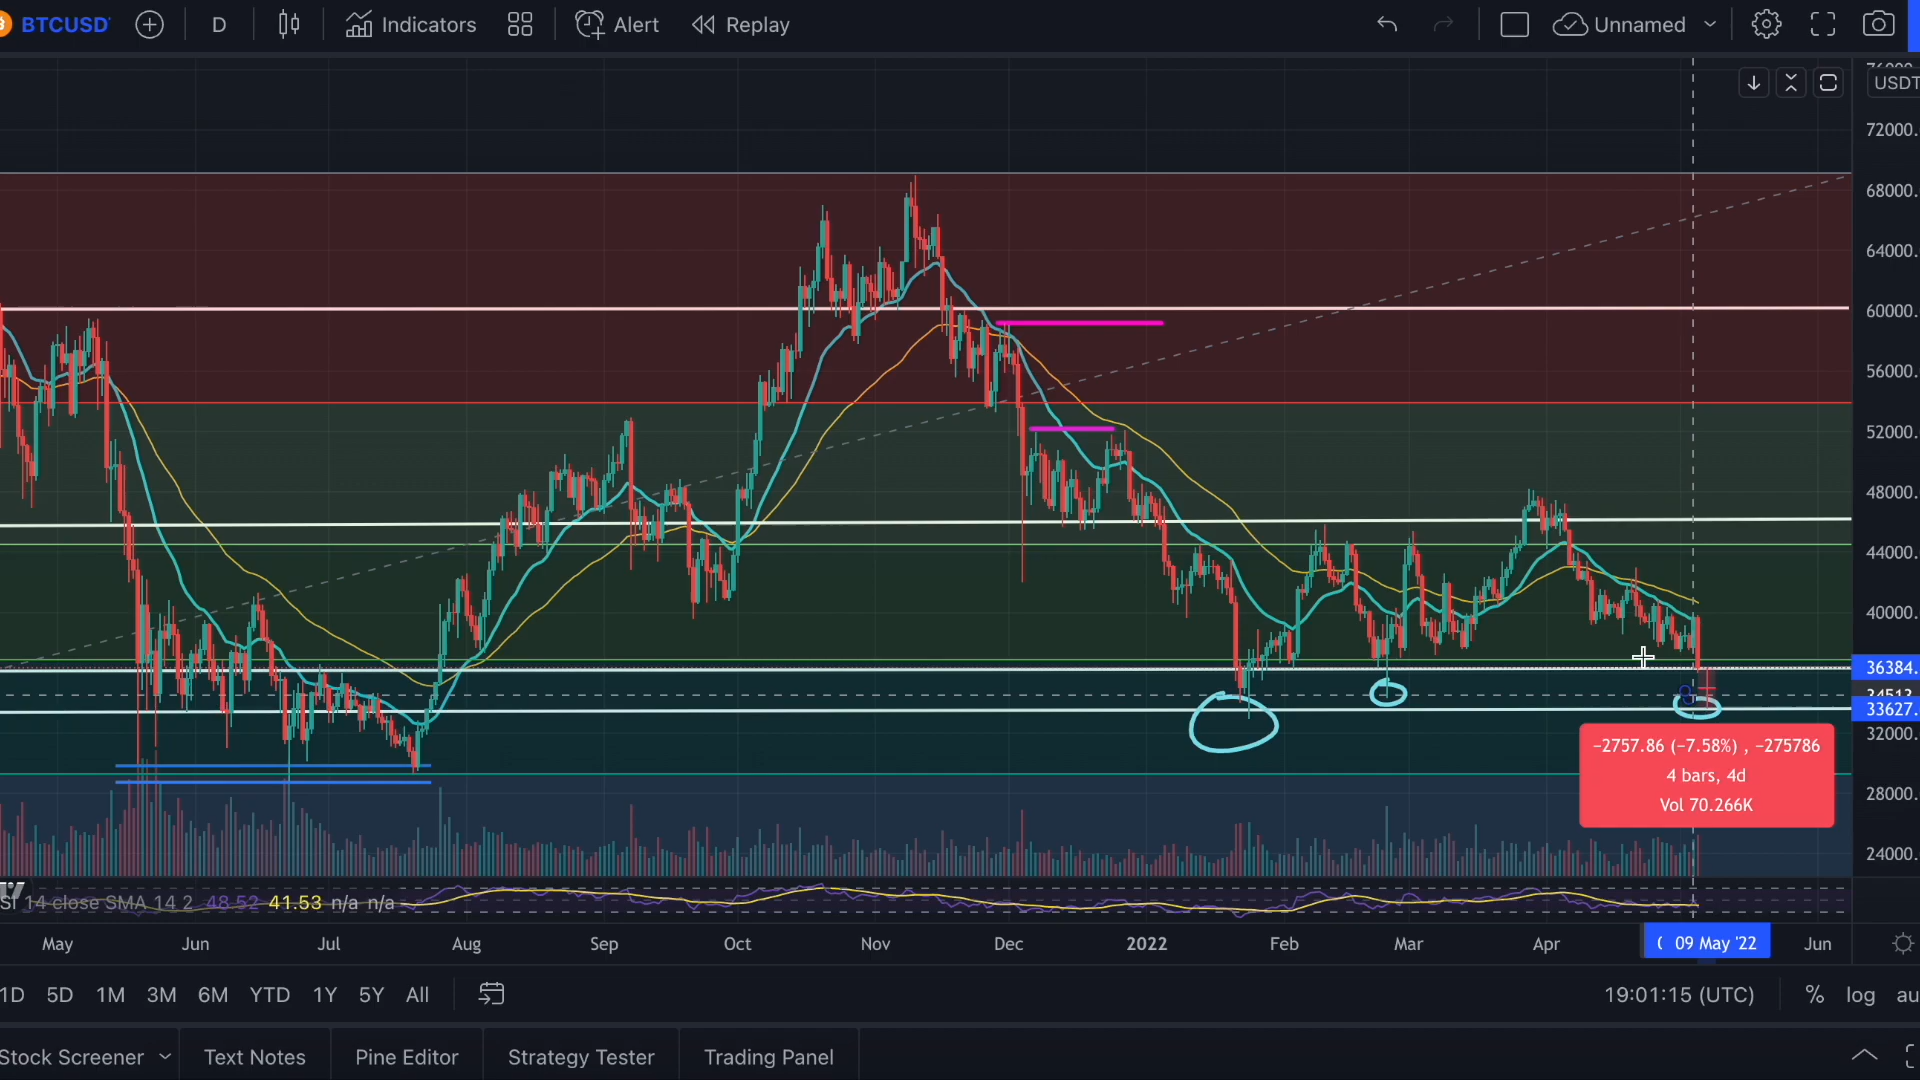 BTCUSD
D
Indicators
Alert
Replay
Unnamed
USDT
72000.
68000.
64000.
60000.
56000.
52000.
48000.
44000.
40000.
36384.
34512
33627.
32000.
28000.
24000.
−2757.86 (−7.58%) , −275786
4 bars, 4d
Vol 70.266K
SI 14 close SMA 14 2 48.52 41.53 n/a n/a
May
Jun
Jul
Aug
Sep
Oct
Nov
Dec
2022
Feb
Mar
Apr
09 May '22
Jun
1D 5D 1M 3M 6M YTD 1Y 5Y All
19:01:15 (UTC)
% log au
Stock Screener
Text Notes
Pine Editor
Strategy Tester
Trading Panel